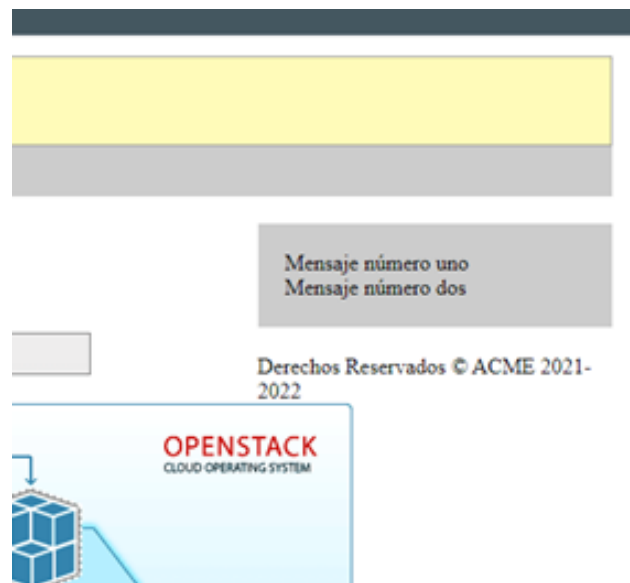 Mensaje número uno
Mensaje número dos
Derechos Reservados © ACME 2021-
2022
OPENSTACK
CLOUD OPERATING SYSTEM